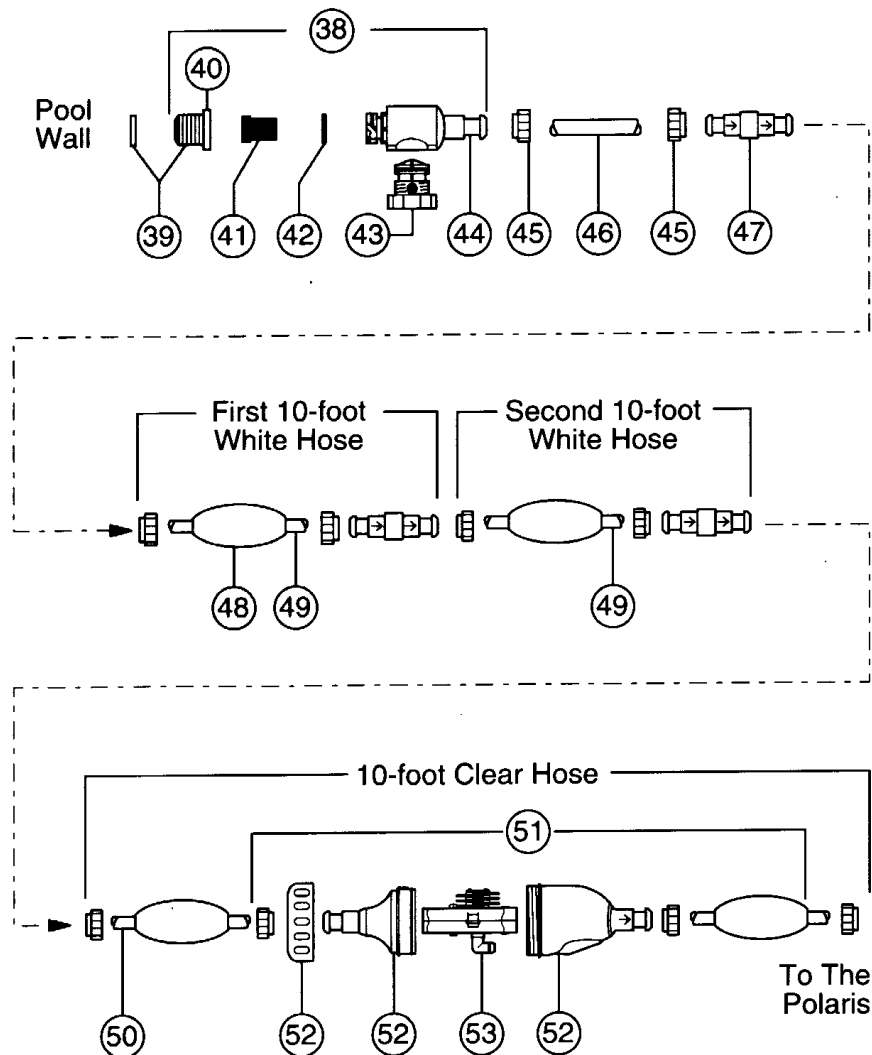 38
40
Pool
Wall
39
41
42
43
44
45
46
45
47
First 10-foot
White Hose
Second 10-foot
White Hose
48
49
49
10-foot Clear Hose
51
To The
Polaris
50
52
52
53
52